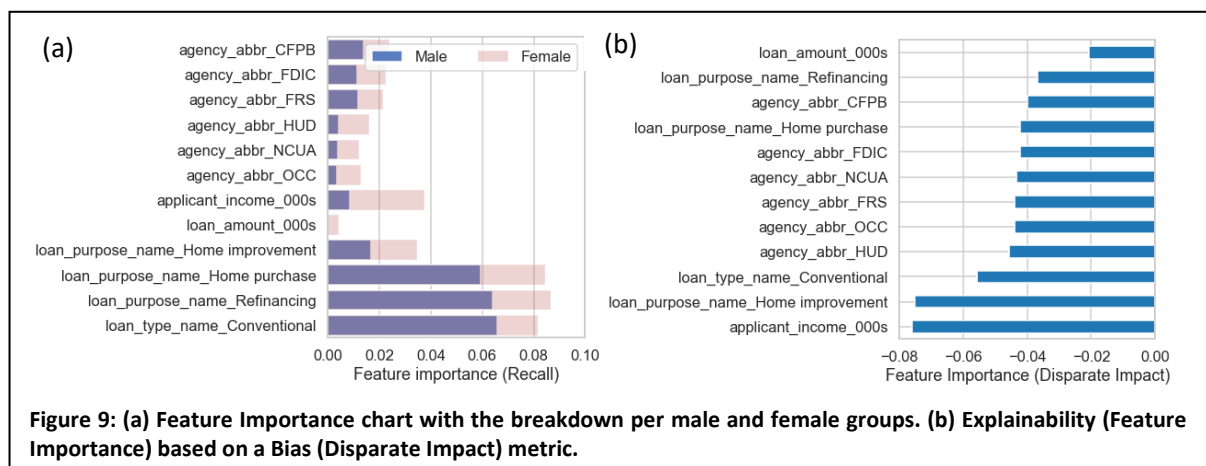 (a)
agency_abbr_CFPB
agency_abbr_FDIC
agency_abbr_FRS
agency_abbr_HUD
agency_abbr_NCUA
agency_abbr_OCC
applicant_income_000s
loan_amount_000s
loan_purpose_name_Home improvement
loan_purpose_name_Home purchase
loan_purpose_name_Refinancing
loan_type_name_Conventional
Male Female
0.00 0.02 0.04 0.06 0.08 0.10
Feature importance (Recall)
(b)
loan_amount_000s
loan_purpose_name_Refinancing
agency_abbr_CFPB
loan_purpose_name_Home purchase
agency_abbr_FDIC
agency_abbr_NCUA
agency_abbr_FRS
agency_abbr_OCC
agency_abbr_HUD
loan_type_name_Conventional
loan_purpose_name_Home improvement
applicant_income_000s
−0.08 −0.06 −0.04 −0.02 0.00
Feature Importance (Disparate Impact)
Figure 9: (a) Feature Importance chart with the breakdown per male and female groups. (b) Explainability (Feature
Importance) based on a Bias (Disparate Impact) metric.